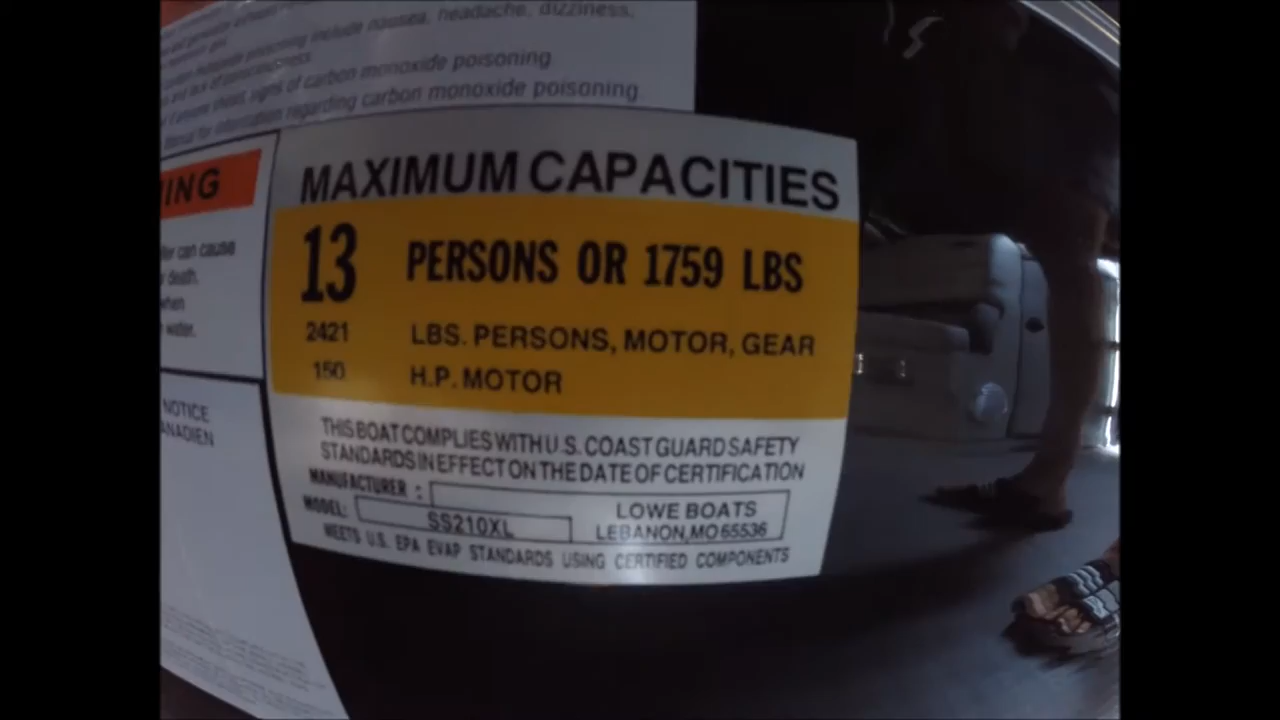 include nausea, headache, dizziness,
signs of carbon monoxide poisoning
regarding carbon monoxide poisoning
ING
can cause
death.
when
water.
NOTICE
ANADIEN
MAXIMUM CAPACITIES
13 PERSONS OR 1759 LBS
2421 LBS. PERSONS, MOTOR, GEAR
150 H.P. MOTOR
THIS BOAT COMPLIES WITH U.S. COAST GUARD SAFETY
STANDARDS IN EFFECT ON THE DATE OF CERTIFICATION
MANUFACTURER : LOWE BOATS
MODEL: SS210XL LEBANON, MO 65536
MEETS U.S. EPA EVAP STANDARDS USING CERTIFIED COMPONENTS